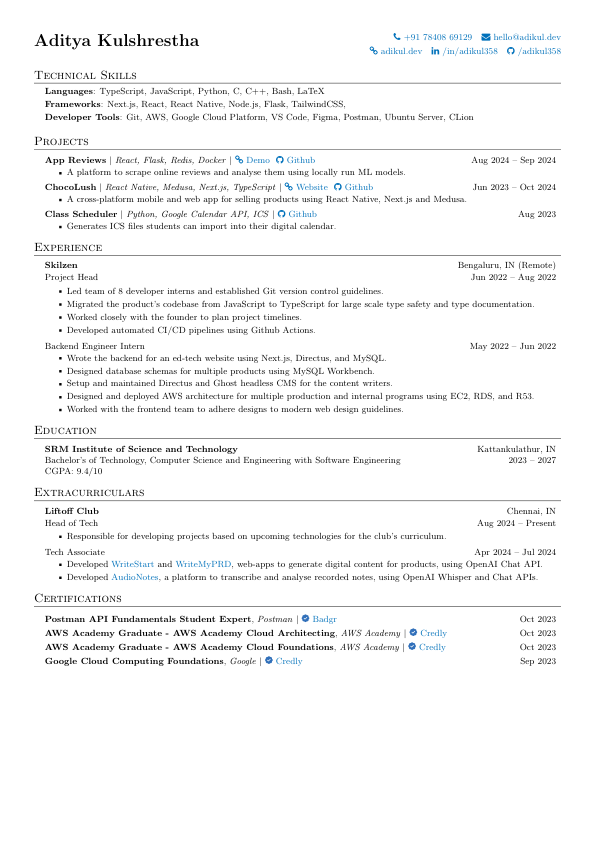 Aditya Kulshrestha
+91 78408 69129 hello@adikul.dev
adikul.dev /in/adikul358 /adikul358
Technical Skills
Languages: TypeScript, JavaScript, Python, C, C++, Bash, LaTeX
Frameworks: Next.js, React, React Native, Node.js, Flask, TailwindCSS,
Developer Tools: Git, AWS, Google Cloud Platform, VS Code, Figma, Postman, Ubuntu Server, CLion
Projects
App Reviews | React, Flask, Redis, Docker | Demo Github Aug 2024 – Sep 2024
▪ A platform to scrape online reviews and analyse them using locally run ML models.
ChocoLush | React Native, Medusa, Next.js, TypeScript | Website Github Jun 2023 – Oct 2024
▪ A cross-platform mobile and web app for selling products using React Native, Next.js and Medusa.
Class Scheduler | Python, Google Calendar API, ICS | Github Aug 2023
▪ Generates ICS files students can import into their digital calendar.
Experience
Skilzen Bengaluru, IN (Remote)
Project Head Jun 2022 – Aug 2022
▪ Led team of 8 developer interns and established Git version control guidelines.
▪ Migrated the product's codebase from JavaScript to TypeScript for large scale type safety and type documentation.
▪ Worked closely with the founder to plan project timelines.
▪ Developed automated CI/CD pipelines using Github Actions.
Backend Engineer Intern May 2022 – Jun 2022
▪ Wrote the backend for an ed-tech website using Next.js, Directus, and MySQL.
▪ Designed database schemas for multiple products using MySQL Workbench.
▪ Setup and maintained Directus and Ghost headless CMS for the content writers.
▪ Designed and deployed AWS architecture for multiple production and internal programs using EC2, RDS, and R53.
▪ Worked with the frontend team to adhere designs to modern web design guidelines.
Education
SRM Institute of Science and Technology Kattankulathur, IN
Bachelor's of Technology, Computer Science and Engineering with Software Engineering 2023 – 2027
CGPA: 9.4/10
Extracurriculars
Liftoff Club Chennai, IN
Head of Tech Aug 2024 – Present
▪ Responsible for developing projects based on upcoming technologies for the club's curriculum.
Tech Associate Apr 2024 – Jul 2024
▪ Developed WriteStart and WriteMyPRD, web-apps to generate digital content for products, using OpenAI Chat API.
▪ Developed AudioNotes, a platform to transcribe and analyse recorded notes, using OpenAI Whisper and Chat APIs.
Certifications
Postman API Fundamentals Student Expert, Postman | Badgr Oct 2023
AWS Academy Graduate - AWS Academy Cloud Architecting, AWS Academy | Credly Oct 2023
AWS Academy Graduate - AWS Academy Cloud Foundations, AWS Academy | Credly Oct 2023
Google Cloud Computing Foundations, Google | Credly Sep 2023